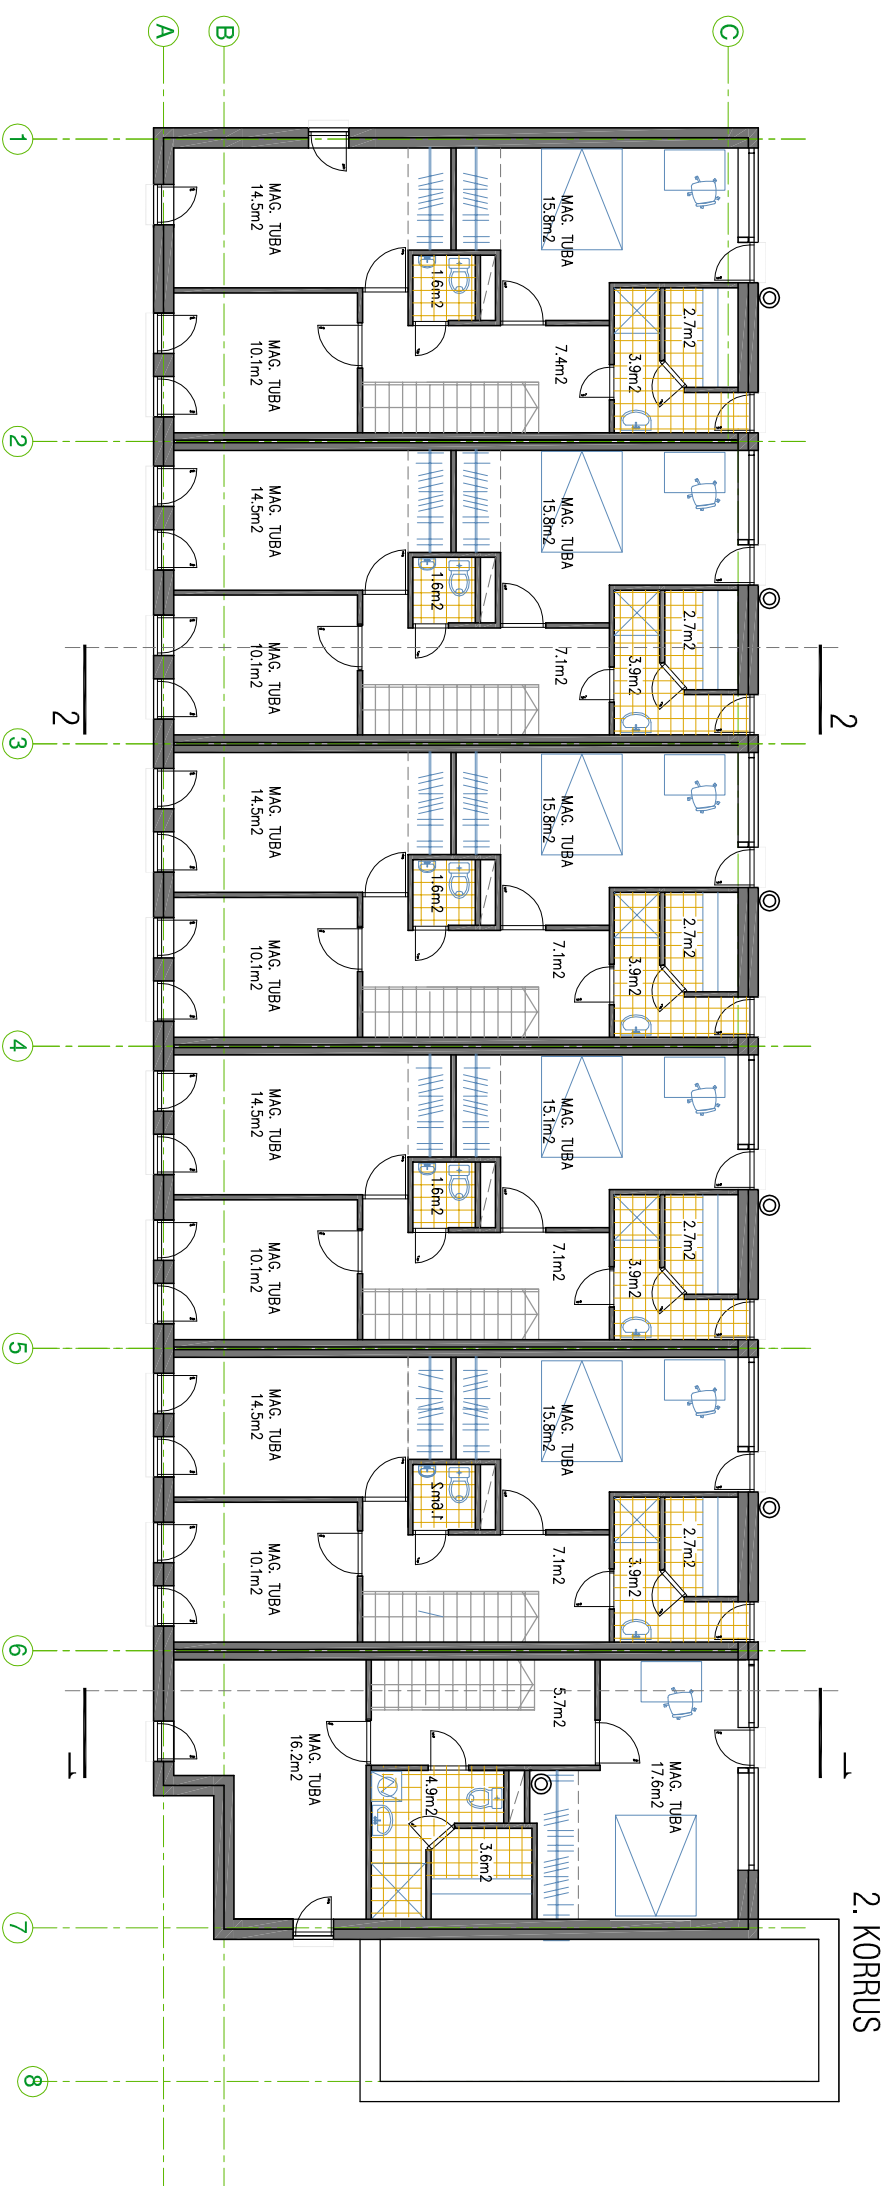 2. KORRUS
A
B
C
1
2
3
4
5
6
7
8
MAG. TUBA
14.5m2
MAG. TUBA
15.8m2
1.6m2
2.7m2
3.9m2
7.4m2
MAG. TUBA
10.1m2
MAG. TUBA
14.5m2
MAG. TUBA
15.8m2
1.6m2
2.7m2
3.9m2
7.1m2
MAG. TUBA
10.1m2
2
2
MAG. TUBA
14.5m2
MAG. TUBA
15.8m2
1.6m2
2.7m2
3.9m2
7.1m2
MAG. TUBA
10.1m2
MAG. TUBA
14.5m2
MAG. TUBA
15.1m2
1.6m2
2.7m2
3.9m2
7.1m2
MAG. TUBA
10.1m2
MAG. TUBA
14.5m2
MAG. TUBA
15.8m2
1.6m2
2.7m2
3.9m2
7.1m2
MAG. TUBA
10.1m2
5.7m2
MAG. TUBA
16.2m2
4.9m2
3.6m2
MAG. TUBA
17.6m2
1
1